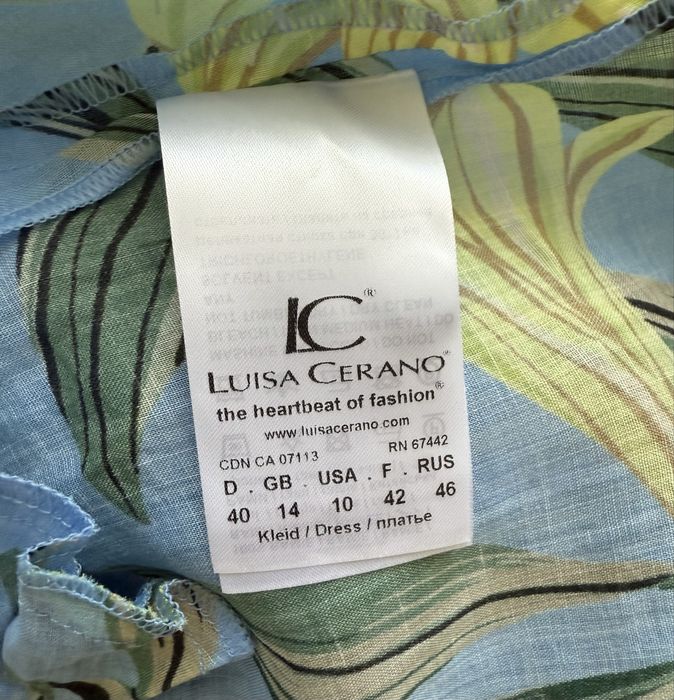 LC®
LUISA CERANO®
the heartbeat of fashion®
www.luisacerano.com
CDN CA 07113 RN 67442
D . GB . USA . F . RUS
40 14 10 42 46
Kleid / Dress / платье